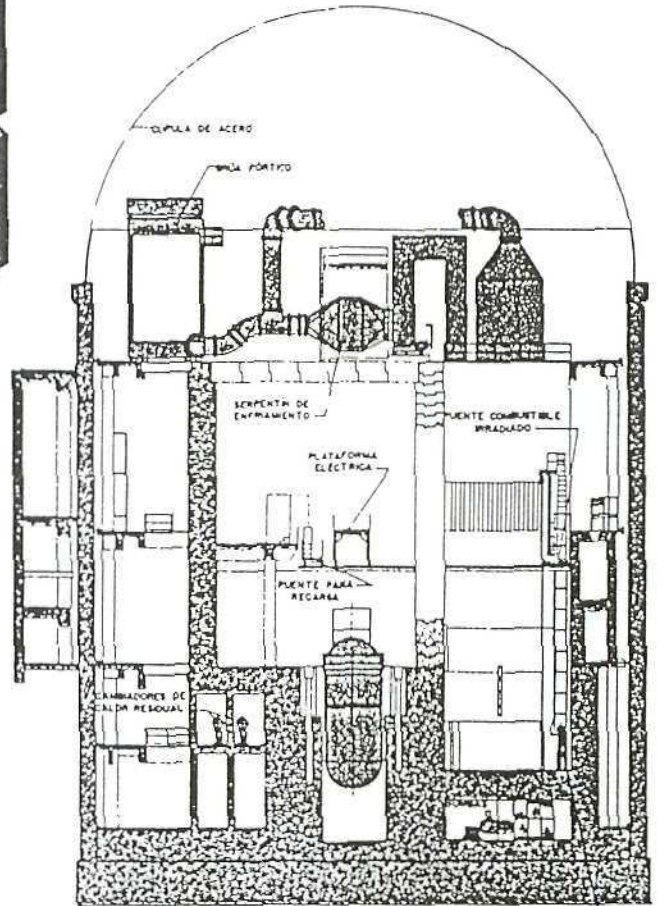 CUPULA DE ACERO
GRÚA PÓRTICO
SERPENTÍN DE
ENFRIAMIENTO
PUENTE COMBUSTIBLE
IRRADIADO
PLATAFORMA
ELÉCTRICA
PUENTE PARA
RECARGA
CAMBIADORES DE
CALOR RESIDUAL